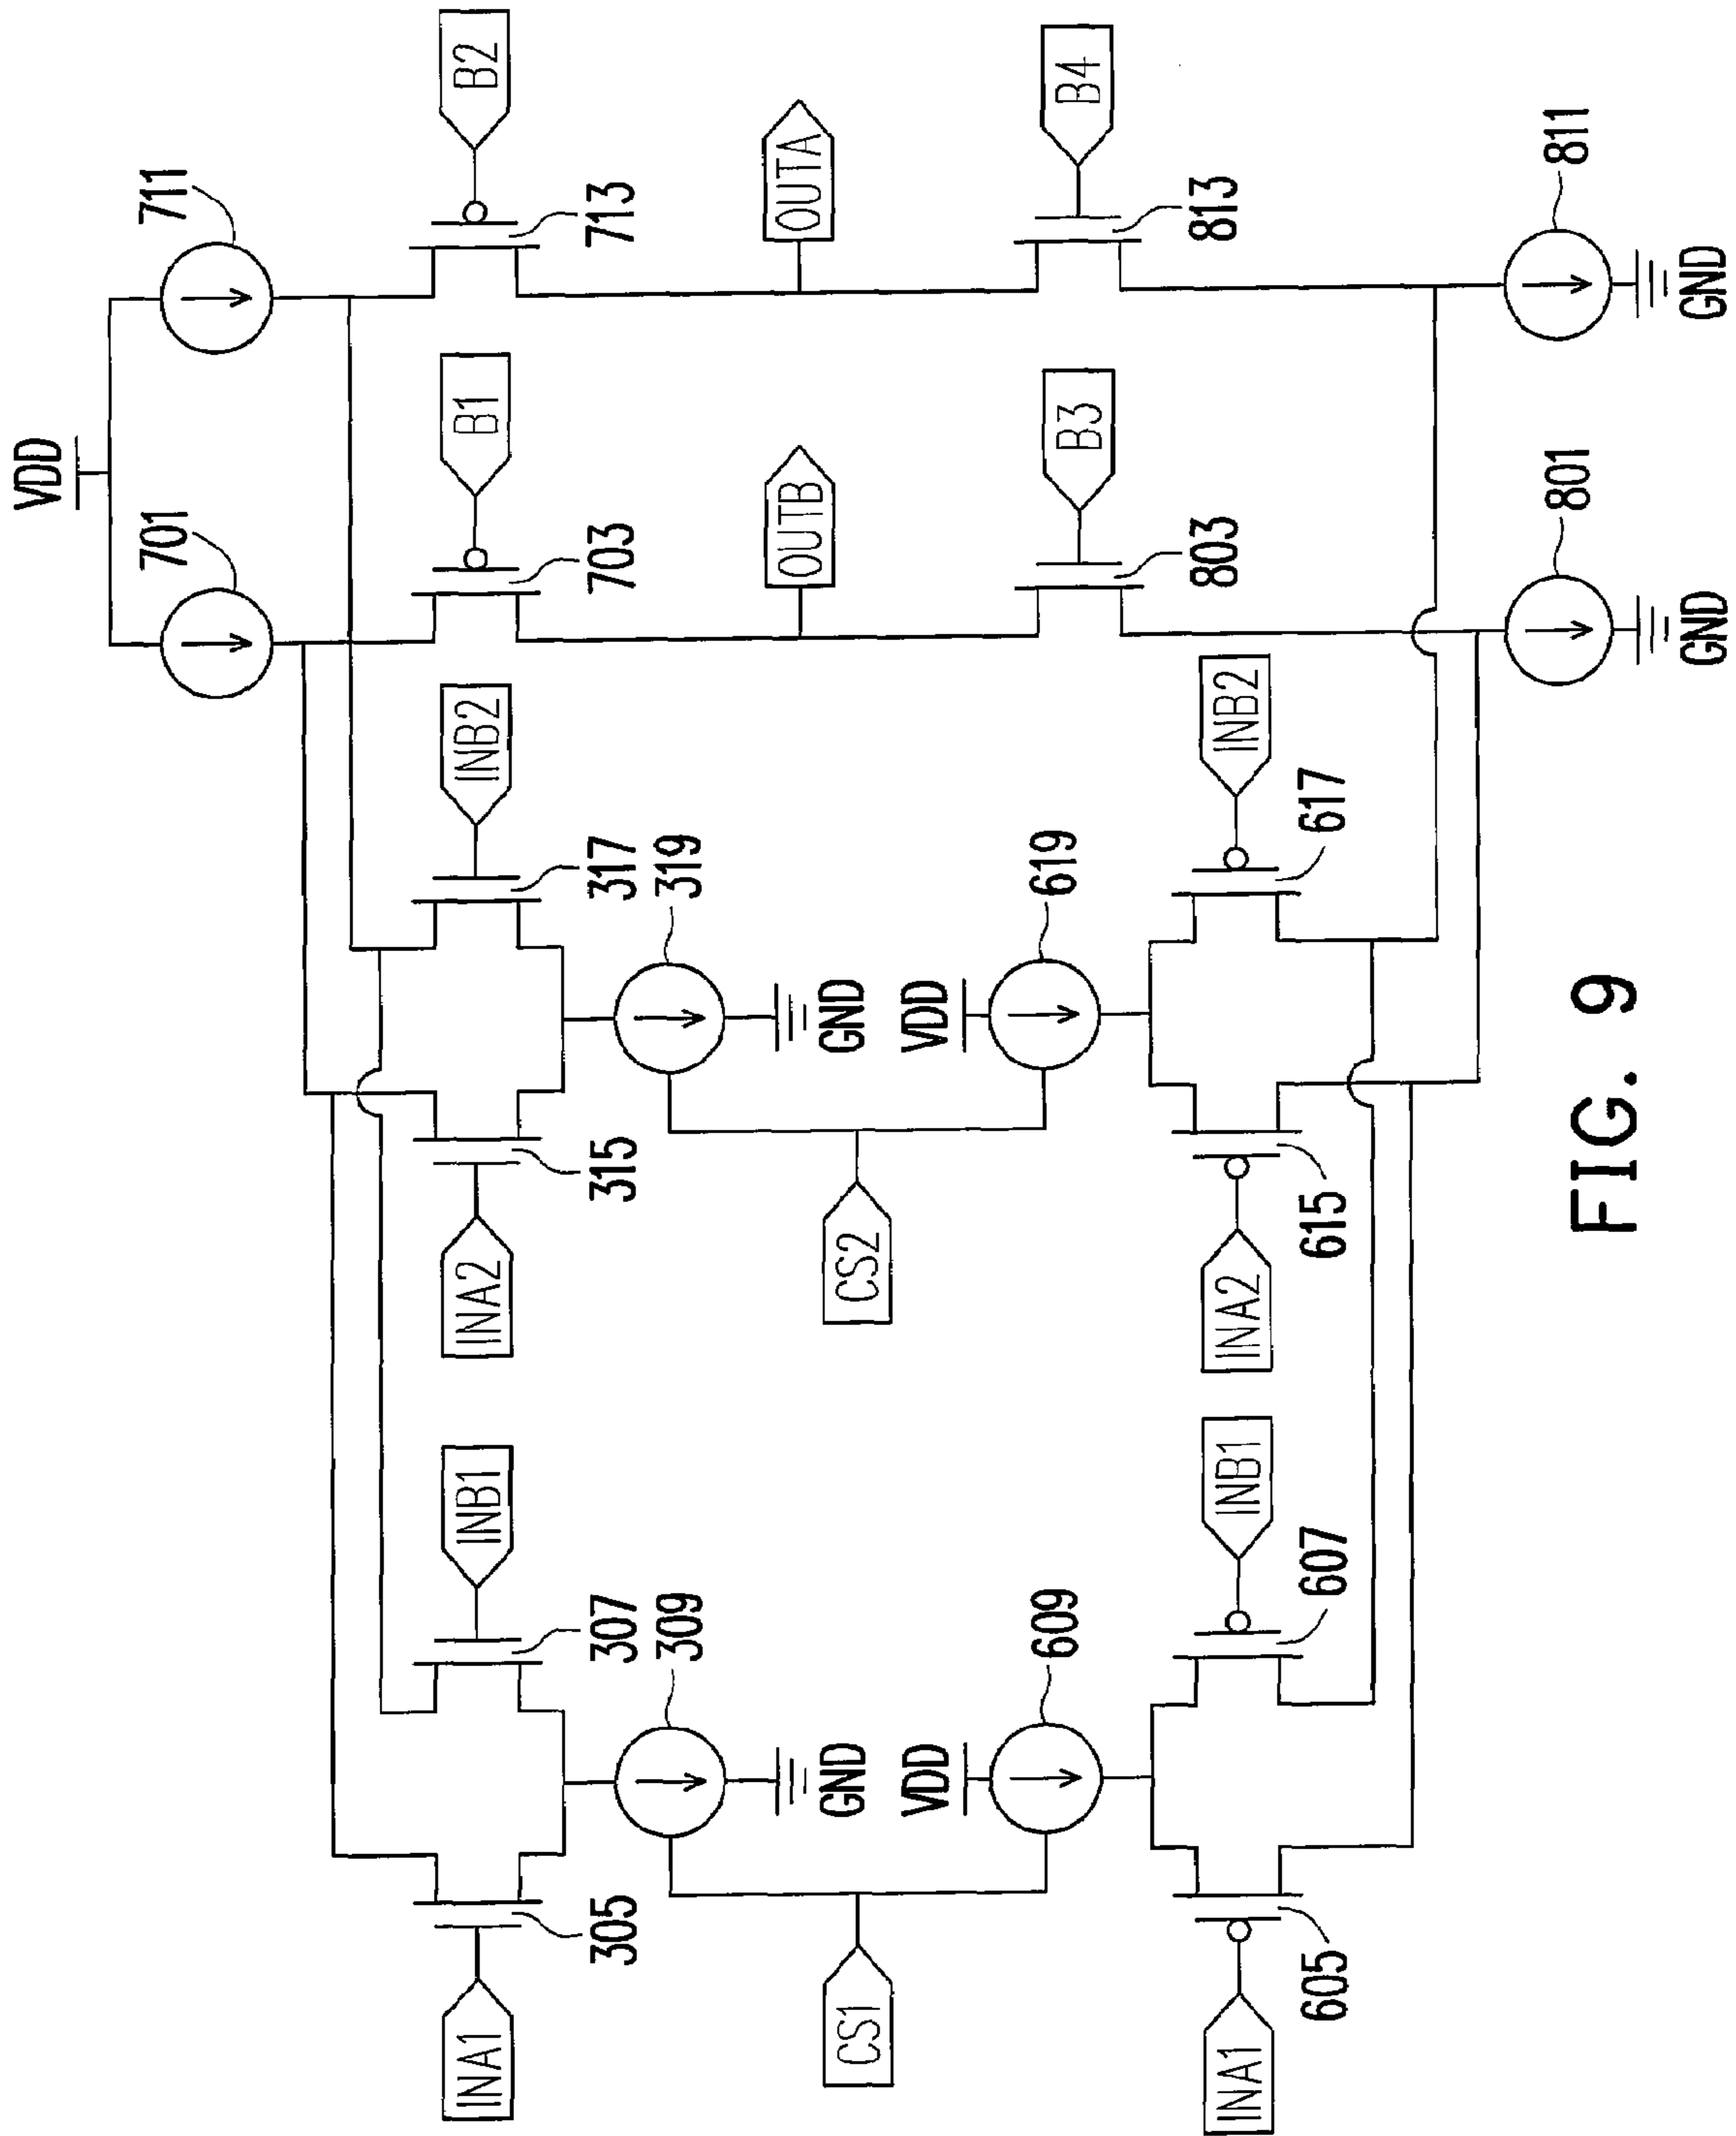 VDD
701
711
INA1
305
307
INB1
INA2
315
317
INB2
703
B1
713
B2
309
319
GND
GND
CS1
CS2
OUTB
OUTA
VDD
VDD
609
619
803
B3
813
B4
INA1
605
607
INB1
INA2
615
617
INB2
801
811
GND
GND
FIG. 9